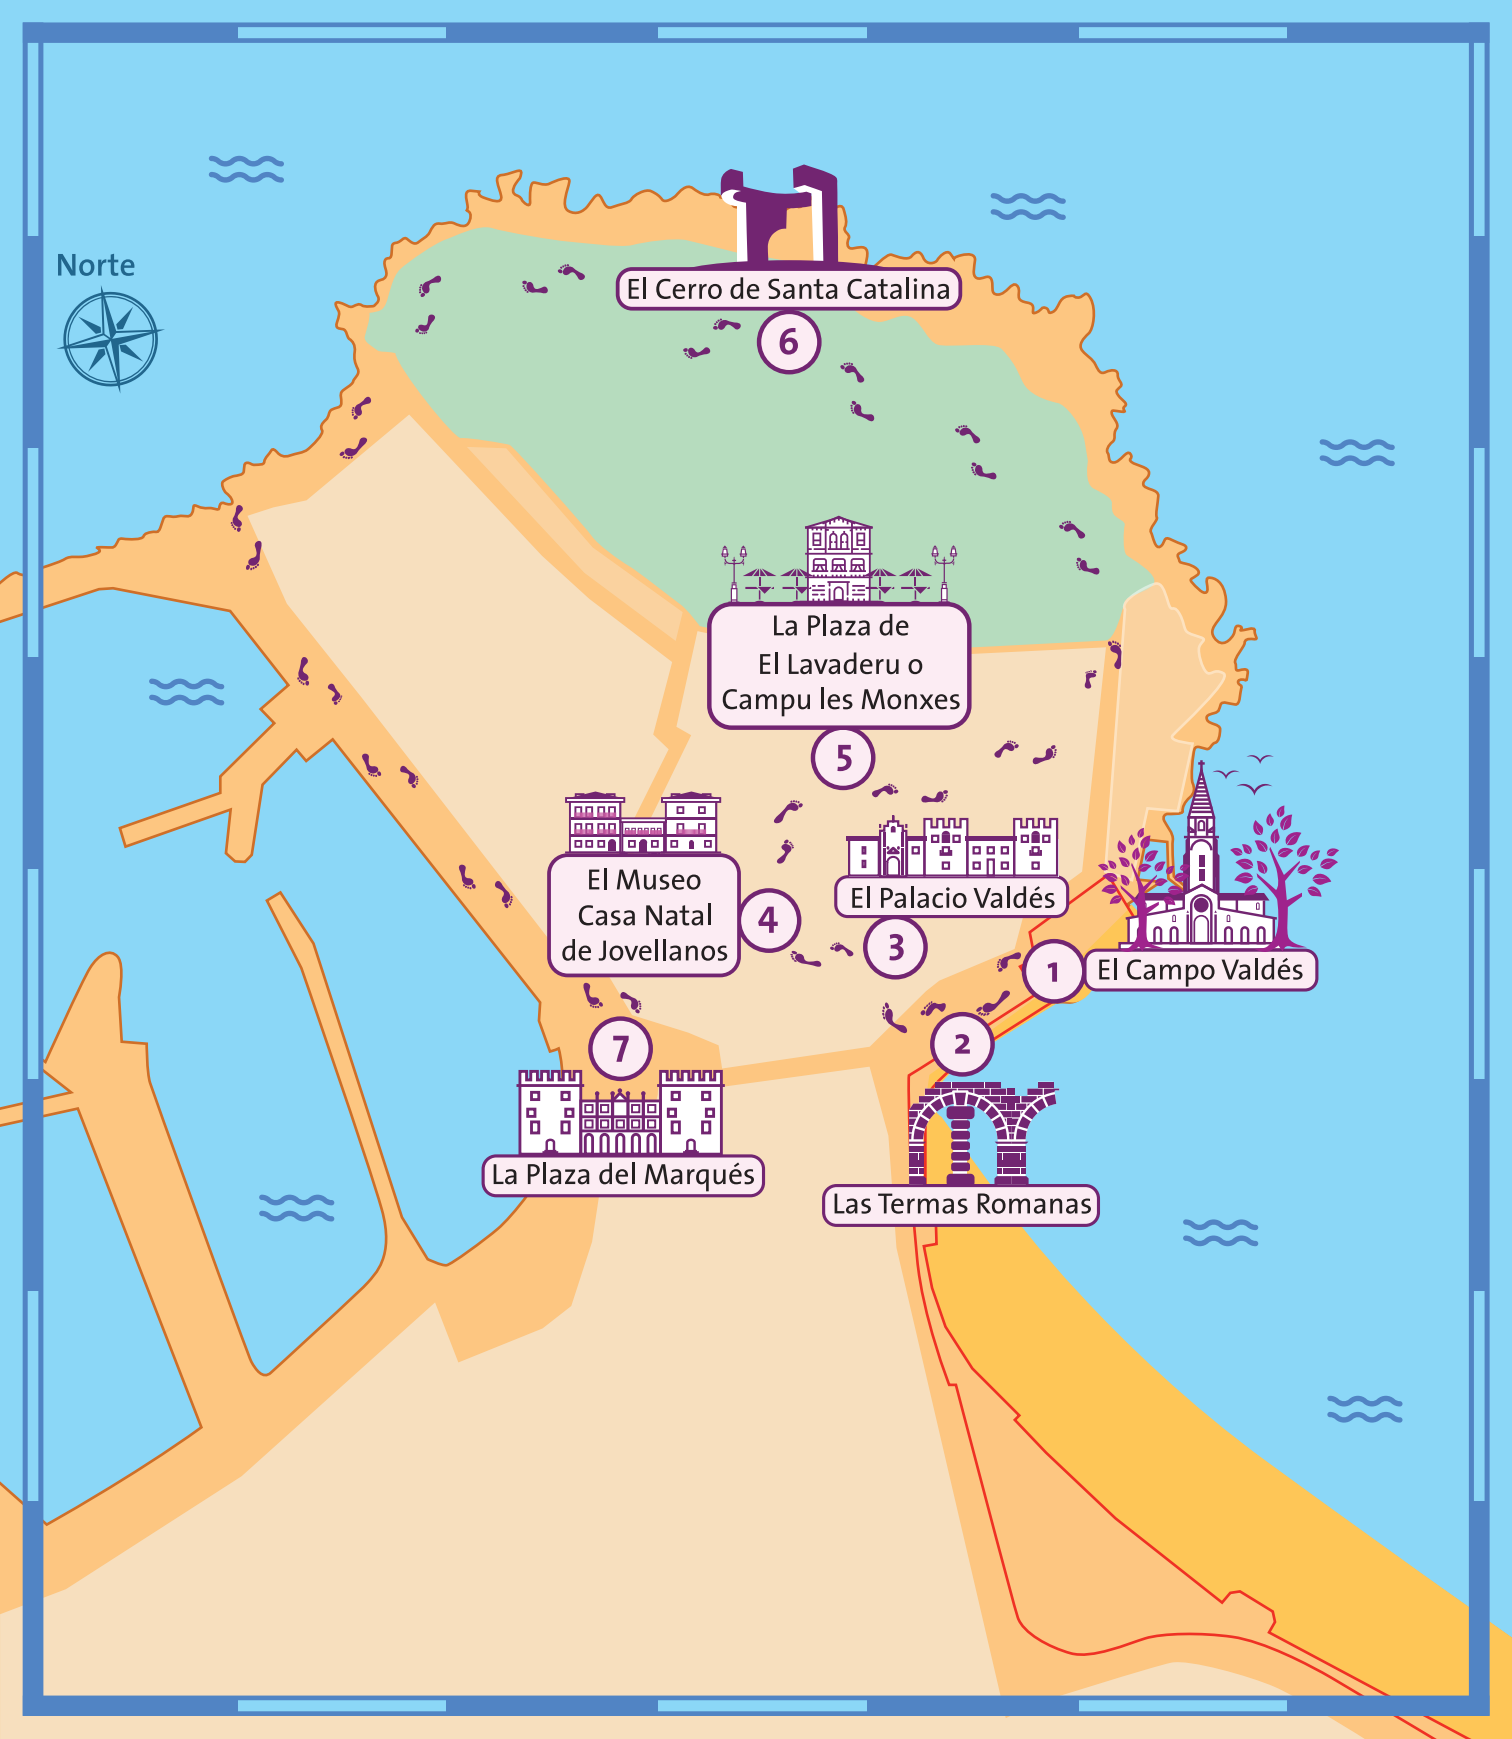 Norte
El Cerro de Santa Catalina
6
La Plaza de
El Lavaderu o
Campu les Monxes
5
El Museo
Casa Natal
de Jovellanos
4
El Palacio Valdés
3
1
El Campo Valdés
2
7
La Plaza del Marqués
Las Termas Romanas